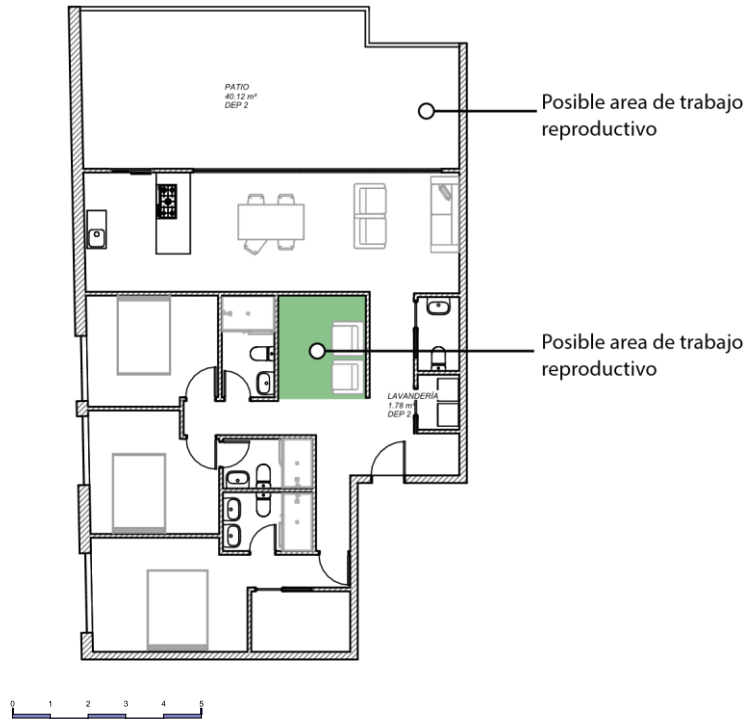 PATIO
40.12 m²
DEP 2
Posible area de trabajo
reproductivo
Posible area de trabajo
reproductivo
LAVANDERÍA
1.78 m²
DEP 2
0 1 2 3 4 5